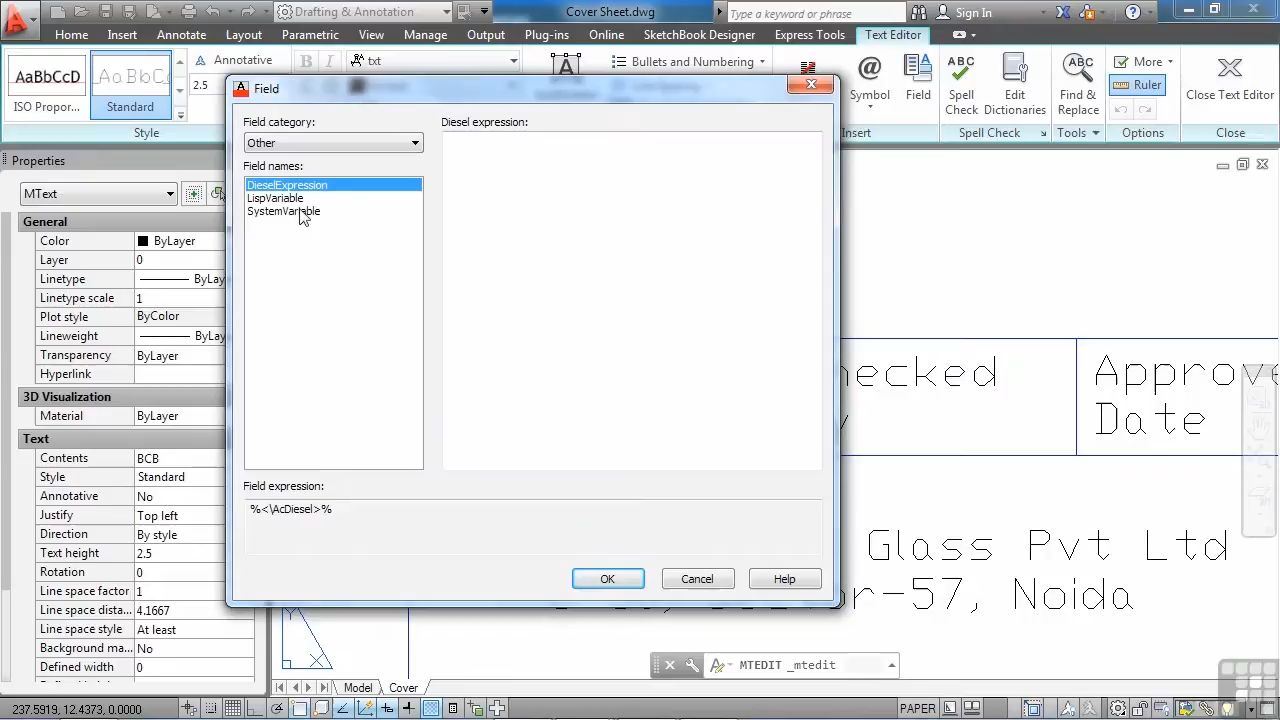 Drafting & Annotation
Cover Sheet.dwg
Type a keyword or phrase
Sign In
Home
Insert
Annotate
Layout
Parametric
View
Manage
Output
Plug-ins
Online
SketchBook Designer
Express Tools
Text Editor
AaBbCcD
ISO Propor...
Standard
Annotative
2.5
Style
B I
txt
Bullets and Numbering
Symbol
Field
Insert
ABC
Spell
Check
Edit
Dictionaries
Spell Check
ABC
Find &
Replace
Tools
More
Ruler
Options
Close Text Editor
Close
Properties
MText
General
Color ByLayer
Layer 0
Linetype ByLay
Linetype scale 1
Plot style ByColor
Lineweight ByLay
Transparency ByLayer
Hyperlink
3D Visualization
Material ByLayer
Text
Contents BCB
Style Standard
Annotative No
Justify Top left
Direction By style
Text height 2.5
Rotation 0
Line space factor 1
Line space dista... 4.1667
Line space style At least
Background ma... No
Defined width 0
Field
Field category:
Other
Field names:
DieselExpression
LispVariable
SystemVariable
Diesel expression:
Field expression:
%<\AcDiesel>%
OK
Cancel
Help
hecked
Approve
Date
Glass Pvt Ltd
or-57, Noida
Y
X
MTEDIT _mtedit
Model
Cover
237.5919, 12.4373, 0.0000
PAPER